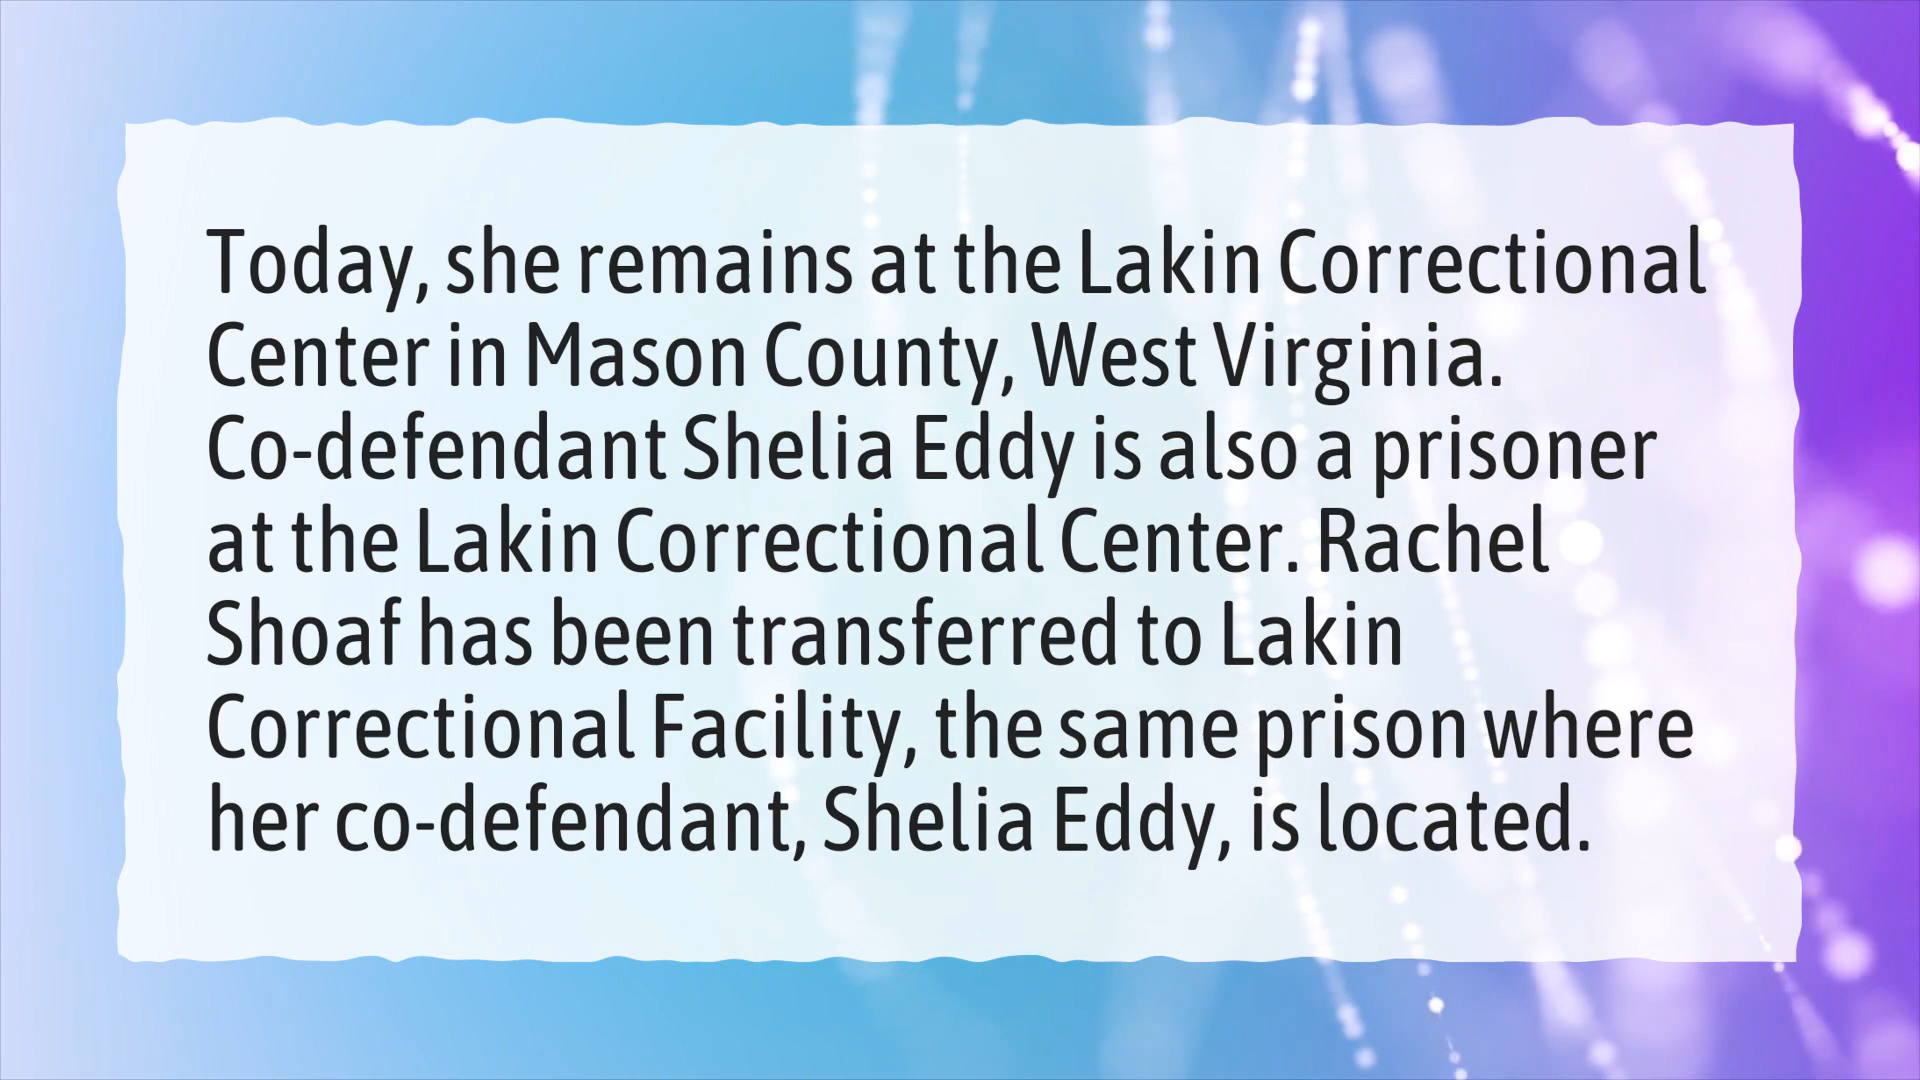 Today, she remains at the Lakin Correctional
Center in Mason County, West Virginia.
Co-defendant Shelia Eddy is also a prisoner
at the Lakin Correctional Center. Rachel
Shoaf has been transferred to Lakin
Correctional Facility, the same prison where
her co-defendant, Shelia Eddy, is located.